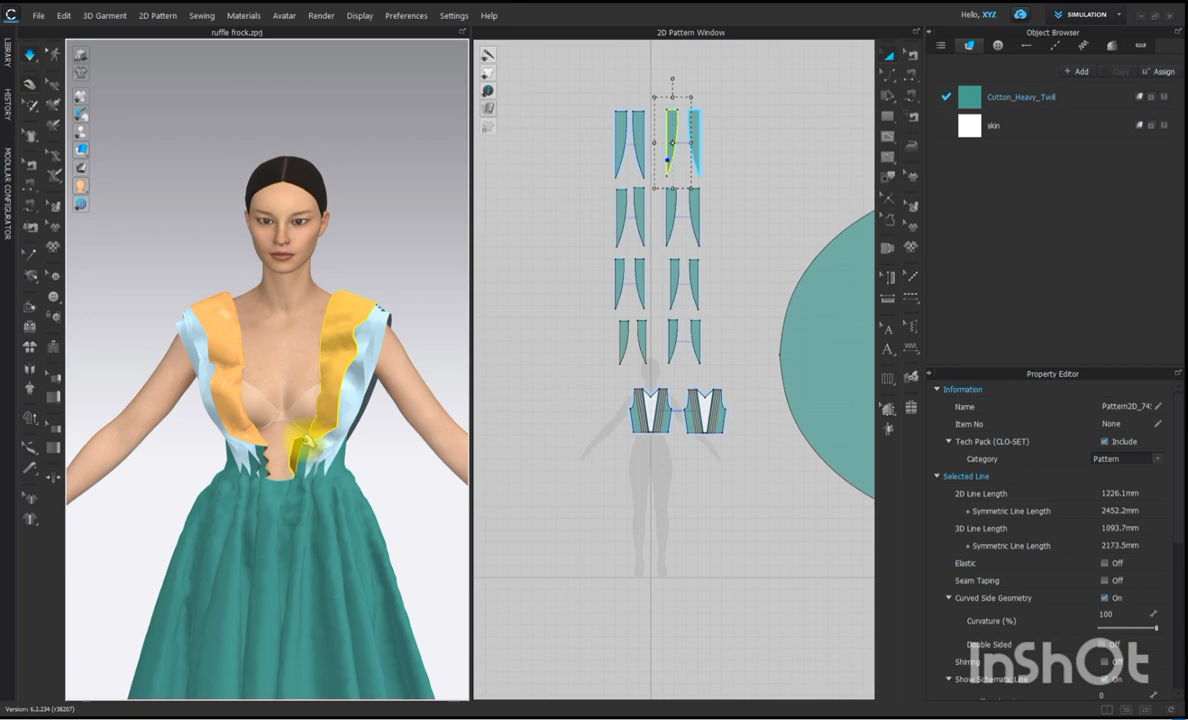 File Edit 3D Garment 2D Pattern Sewing Materials Avatar Render Display Preferences Settings Help
Hello, XYZ
SIMULATION
ruffle frock.zprj
2D Pattern Window
Object Browser
LIBRARY
HISTORY
MODULAR CONFIGURATOR
+ Add
Copy
Assign
Cotton_Heavy_Twill
skin
Property Editor
Information
Name Pattern2D_74
Item No None
Tech Pack (CLO-SET) Include
Category Pattern
Selected Line
2D Line Length 1226.1mm
+ Symmetric Line Length 2452.2mm
3D Line Length 1093.7mm
+ Symmetric Line Length 2173.5mm
Elastic Off
Seam Taping Off
Curved Side Geometry On
Curvature (%) 100
Double Sided Off
Shirring Off
Show Schematic Line On
0
InShOt
Version: 6.2.234 (r38207)
3D
2D